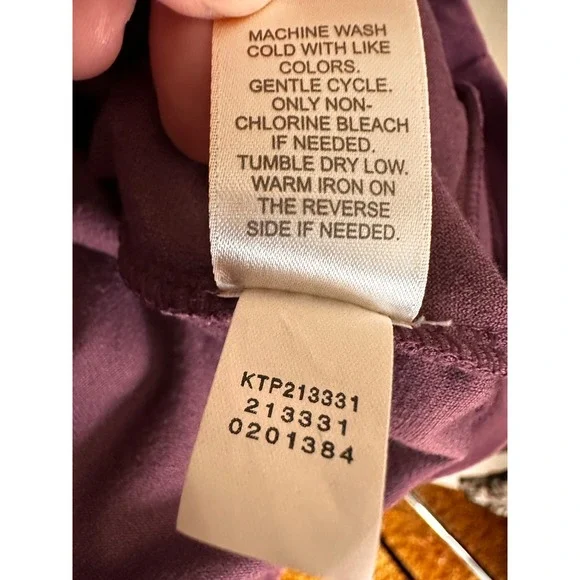 MACHINE WASH
COLD WITH LIKE
COLORS.
GENTLE CYCLE.
ONLY NON-
CHLORINE BLEACH
IF NEEDED.
TUMBLE DRY LOW.
WARM IRON ON
THE REVERSE
SIDE IF NEEDED.
KTP213331
213331
0201384